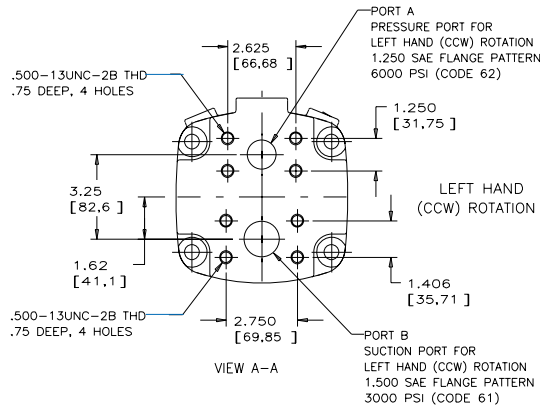 PORT A
PRESSURE PORT FOR
LEFT HAND (CCW) ROTATION
1.250 SAE FLANGE PATTERN
6000 PSI (CODE 62)
2.625
[66,68]
.500-13UNC-2B THD
.75 DEEP, 4 HOLES
1.250
[31,75]
3.25
[82,6]
LEFT HAND
(CCW) ROTATION
1.62
[41,1]
1.406
[35,71]
.500-13UNC-2B THD
.75 DEEP, 4 HOLES
2.750
[69,85]
VIEW A-A
PORT B
SUCTION PORT FOR
LEFT HAND (CCW) ROTATION
1.500 SAE FLANGE PATTERN
3000 PSI (CODE 61)